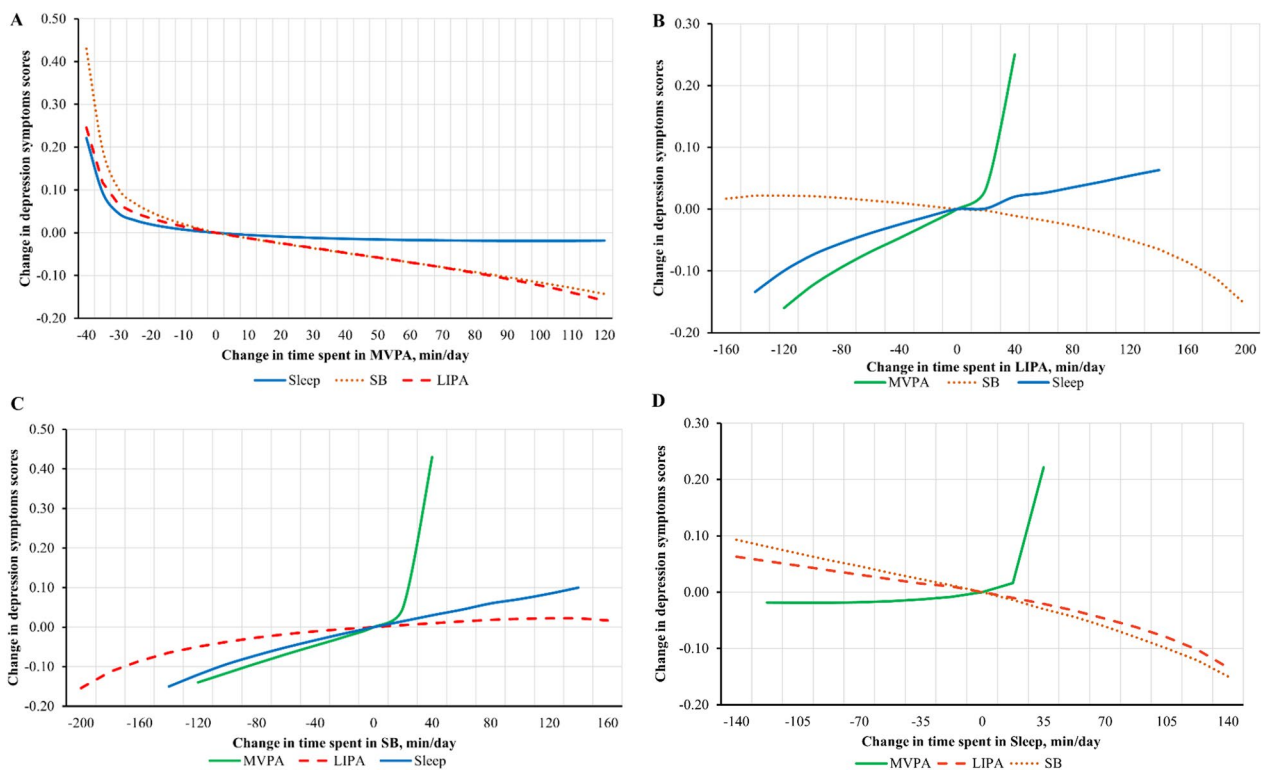 A
Change in depression symptoms scores
0.50
0.40
0.30
0.20
0.10
0.00
-0.10
-0.20
-40 -30 -20 -10 0 10 20 30 40 50 60 70 80 90 100 110 120
Change in time spent in MVPA, min/day
Sleep SB LIPA
B
Change in depression symptoms scores
0.30
0.20
0.10
0.00
-0.10
-0.20
-160 -120 -80 -40 0 40 80 120 160 200
Change in time spent in LIPA, min/day
MVPA SB Sleep
C
Change in depression symptoms scores
0.50
0.40
0.30
0.20
0.10
0.00
-0.10
-0.20
-200 -160 -120 -80 -40 0 40 80 120 160
Change in time spent in SB, min/day
MVPA LIPA Sleep
D
Change in depression symptoms scores
0.30
0.20
0.10
0.00
-0.10
-0.20
-140 -105 -70 -35 0 35 70 105 140
Change in time spent in Sleep, min/day
MVPA LIPA SB